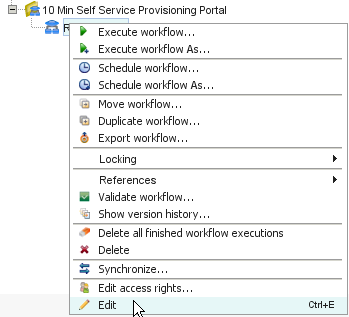 10 Min Self Service Provisioning Portal
Execute workflow...
Execute workflow As...
Schedule workflow...
Schedule workflow As...
Move workflow...
Duplicate workflow...
Export workflow...
Locking
References
Validate workflow...
Show version history...
Delete all finished workflow executions
Delete
Synchronize...
Edit access rights...
Edit Ctrl+E